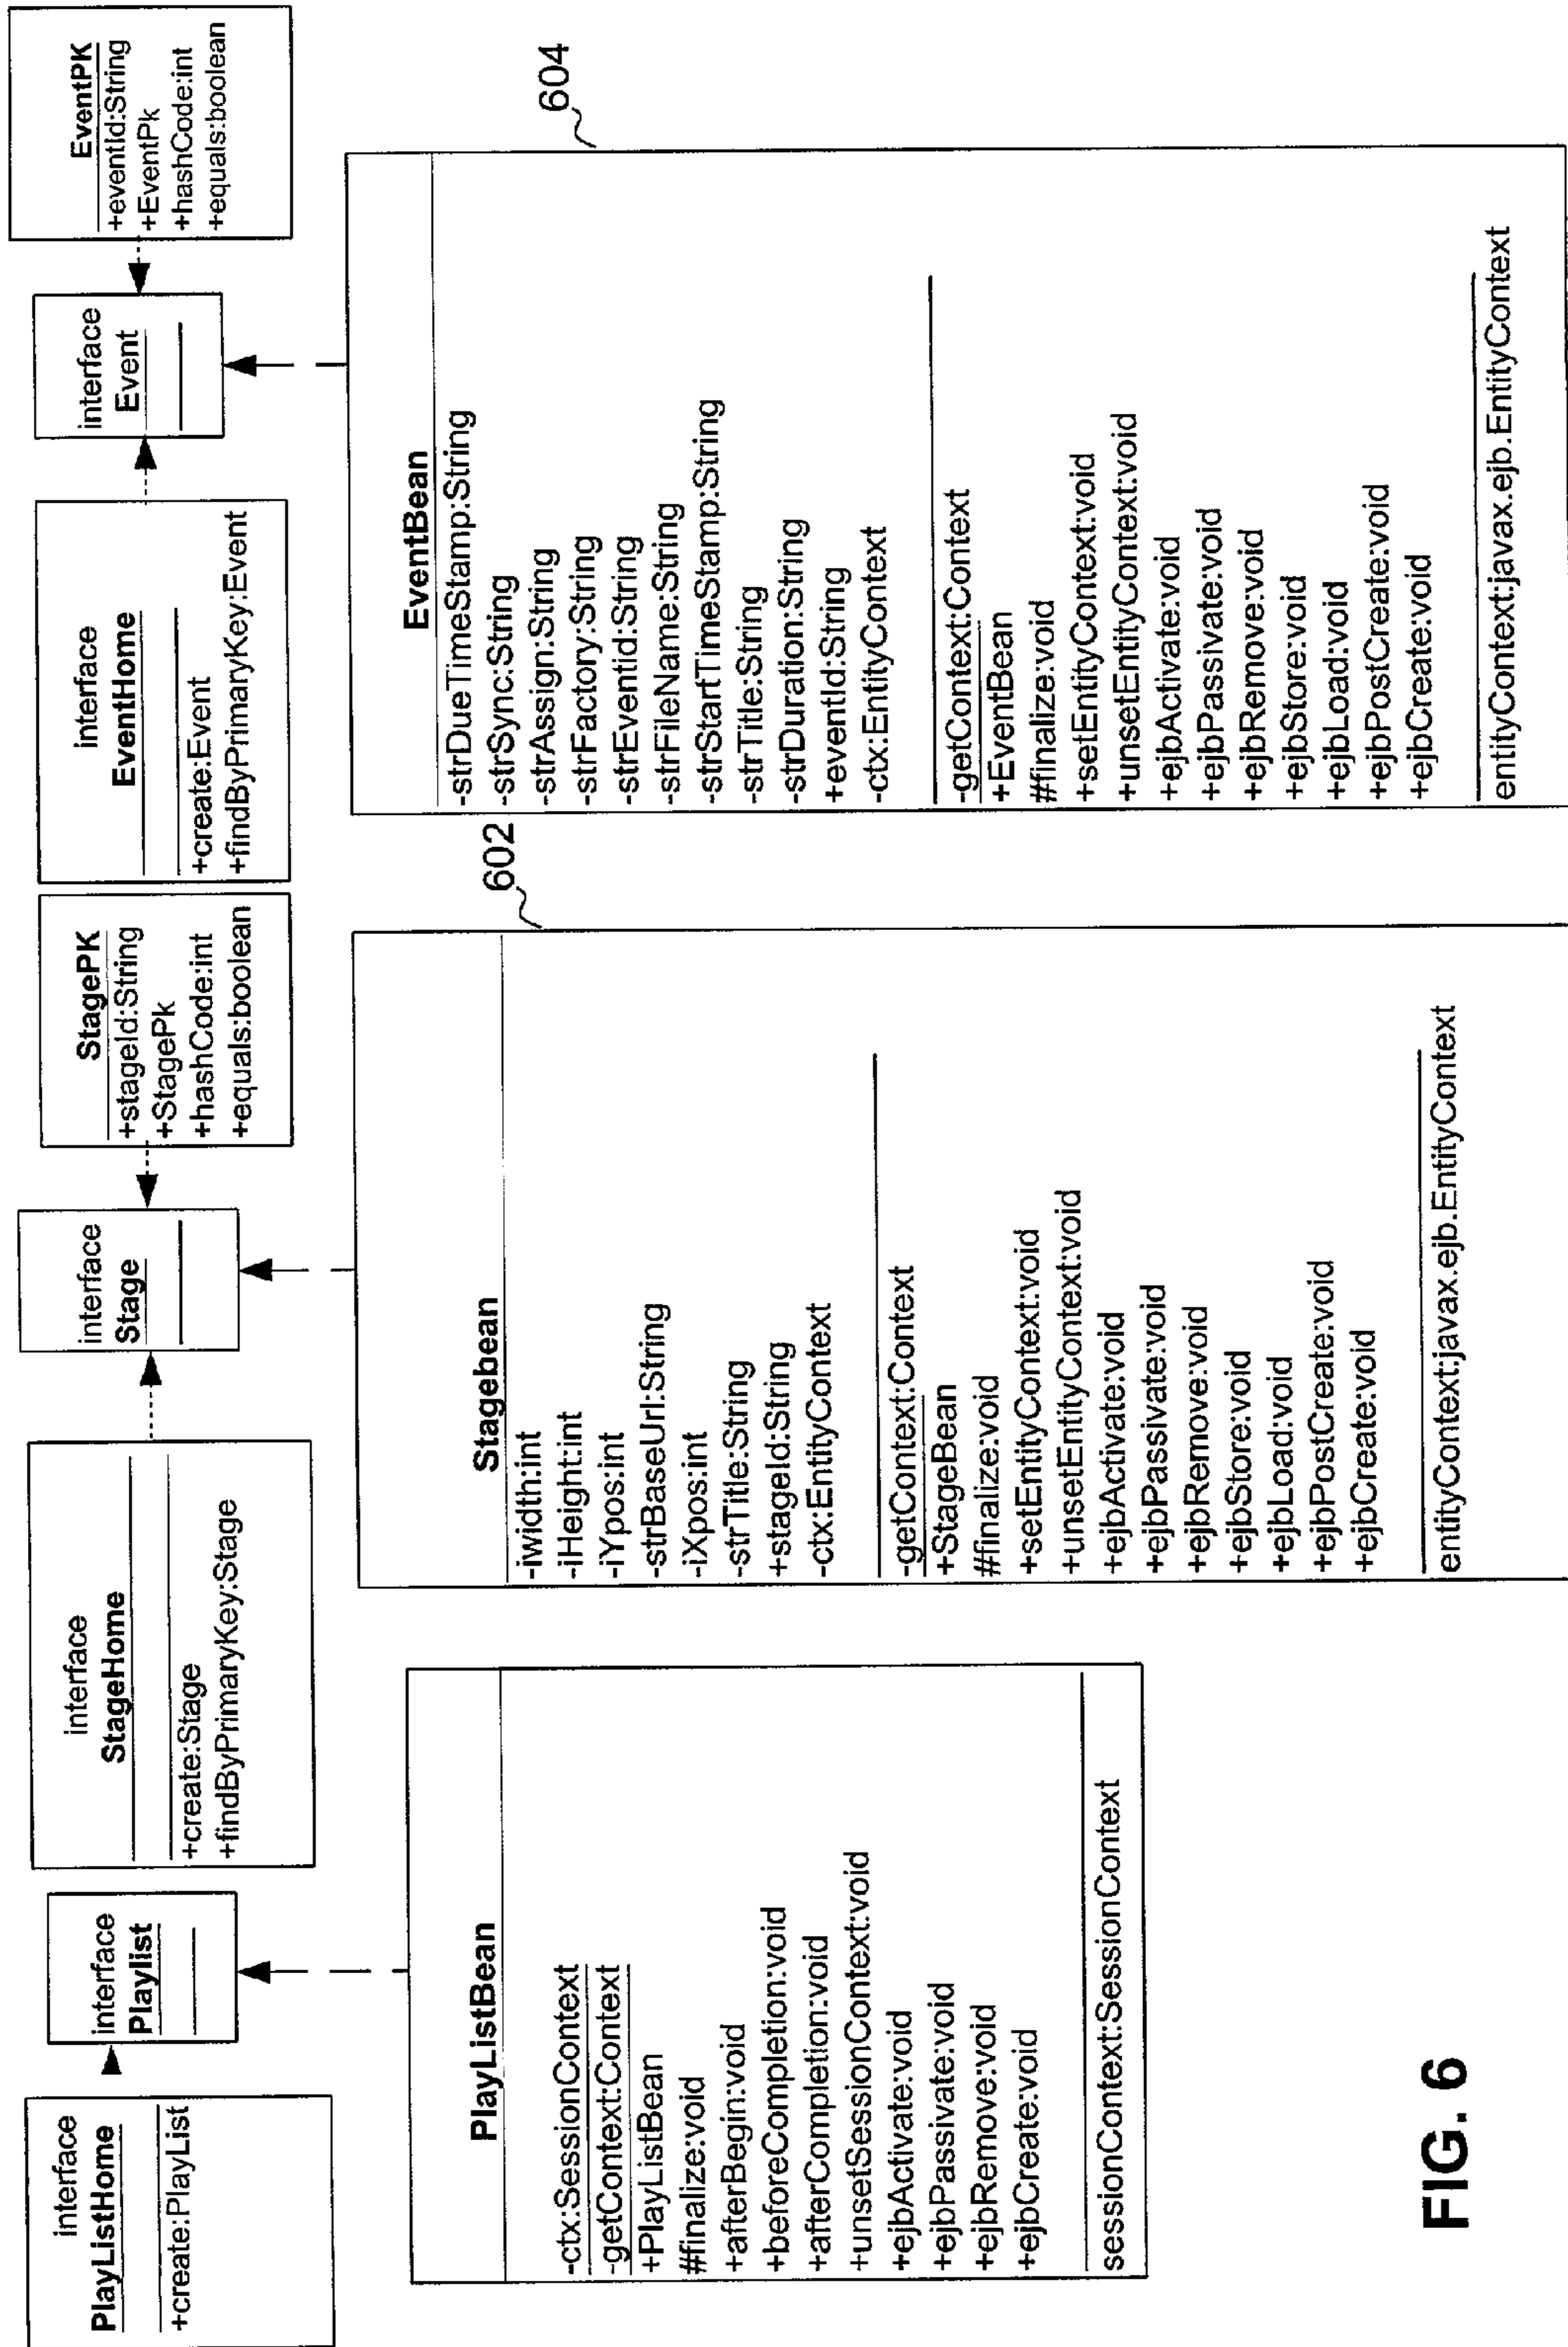 interface
PlayListHome
+create:PlayList
interface
Playlist
interface
StageHome
+create:Stage
+findByPrimaryKey:Stage
interface
Stage
StagePK
+stageId:String
+StagePk
+hashCode:int
+equals:boolean
interface
EventHome
+create:Event
+findByPrimaryKey:Event
interface
Event
EventPK
+eventId:String
+EventPk
+hashCode:int
+equals:boolean
PlayListBean
-ctx:SessionContext
-getContext:Context
+PlayListBean
#finalize:void
+afterBegin:void
+beforeCompletion:void
+afterCompletion:void
+unsetSessionContext:void
+ejbActivate:void
+ejbPassivate:void
+ejbRemove:void
+ejbCreate:void
sessionContext:SessionContext
602
Stagebean
-iwidth:int
-iHeight:int
-iYpos:int
-strBaseUrl:String
-iXpos:int
-strTitle:String
+stageId:String
-ctx:EntityContext
-getContext:Context
+StageBean
#finalize:void
+setEntityContext:void
+unsetEntityContext:void
+ejbActivate:void
+ejbPassivate:void
+ejbRemove:void
+ejbStore:void
+ejbLoad:void
+ejbPostCreate:void
+ejbCreate:void
entityContext:javax.ejb.EntityContext
604
EventBean
-strDueTimeStamp:String
-strSync:String
-strAssign:String
-strFactory:String
-strEventid:String
-strFileName:String
-strStartTimeStamp:String
-strTitle:String
-strDuration:String
+eventId:String
-ctx:EntityContext
-getContext:Context
+EventBean
#finalize:void
+setEntityContext:void
+unsetEntityContext:void
+ejbActivate:void
+ejbPassivate:void
+ejbRemove:void
+ejbStore:void
+ejbLoad:void
+ejbPostCreate:void
+ejbCreate:void
entityContext:javax.ejb.EntityContext
FIG. 6